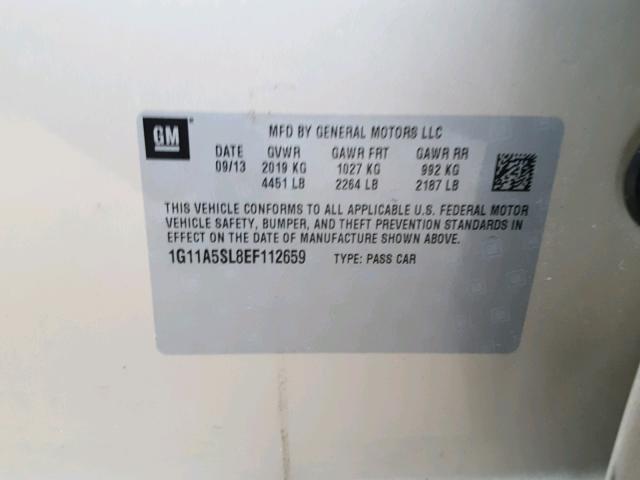 GM
MFD BY GENERAL MOTORS LLC
DATE GVWR GAWR FRT GAWR RR
09/13 2019 KG 1027 KG 992 KG
4451 LB 2264 LB 2187 LB
THIS VEHICLE CONFORMS TO ALL APPLICABLE U.S. FEDERAL MOTOR
VEHICLE SAFETY, BUMPER, AND THEFT PREVENTION STANDARDS IN
EFFECT ON THE DATE OF MANUFACTURE SHOWN ABOVE.
1G11A5SL8EF112659 TYPE: PASS CAR